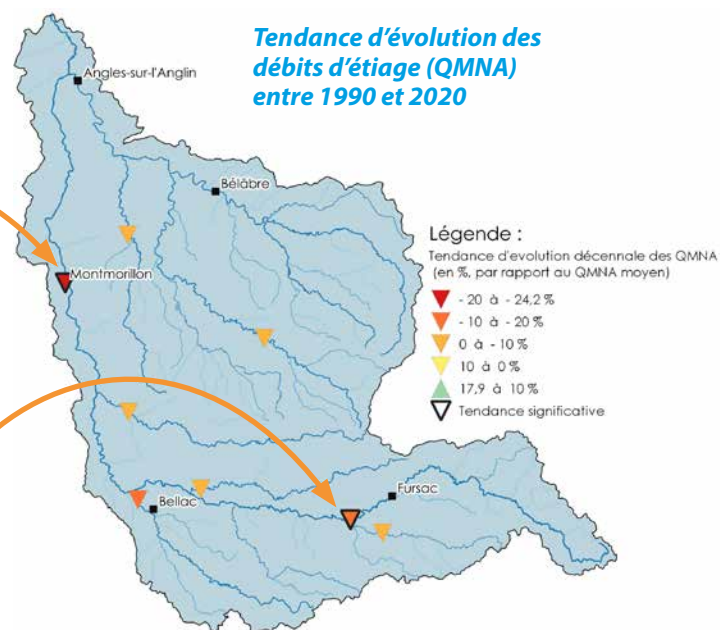 Tendance d'évolution des
débits d'étiage (QMNA)
entre 1990 et 2020
Angles-sur-l'Anglin
Bélâbre
Montmorillon
Légende :
Tendance d'evolution décennale des QMNA
(en %, par rapport au QMNA moyen)
- 20 à - 24,2 %
- 10 à - 20 %
0 à - 10 %
10 à 0 %
17,9 à 10 %
Tendance significative
Fursac
Bellac